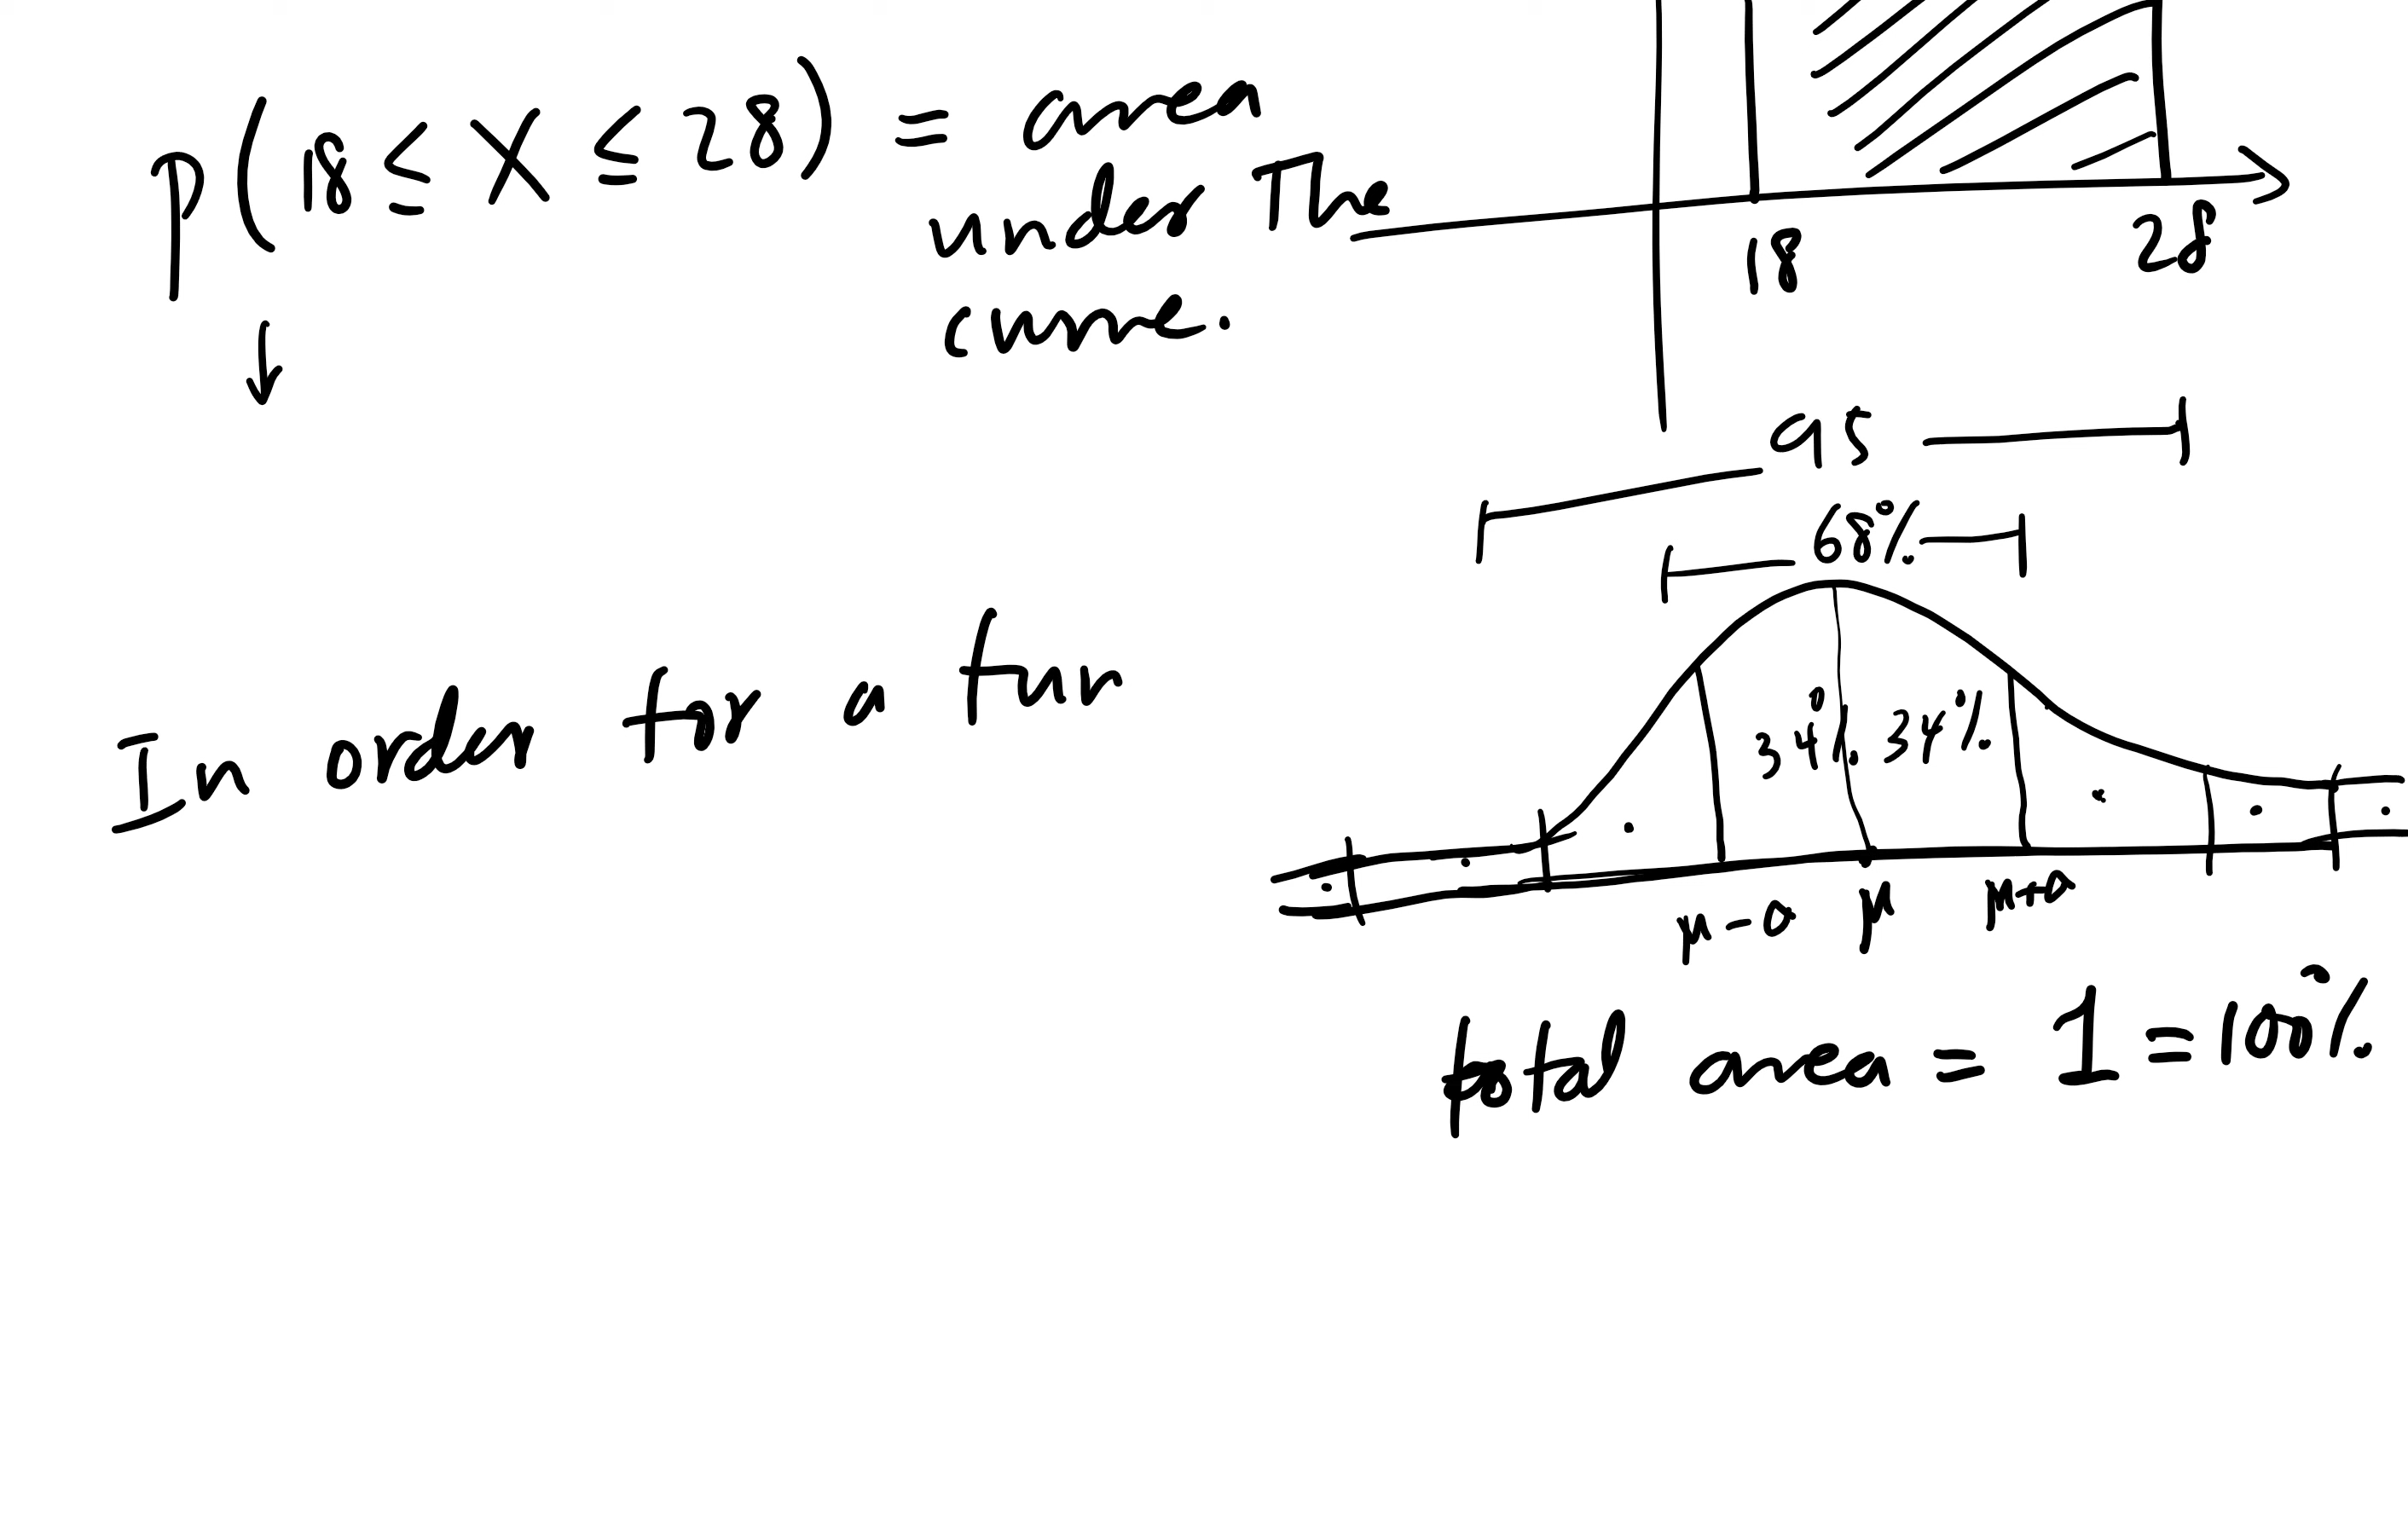 P(18 ≤ X ≤ 28) = area
under The
curve.
18
28
95
68%
In order for a fun
34% 34%
μ-σ μ μ+σ
total area = 1 = 100%